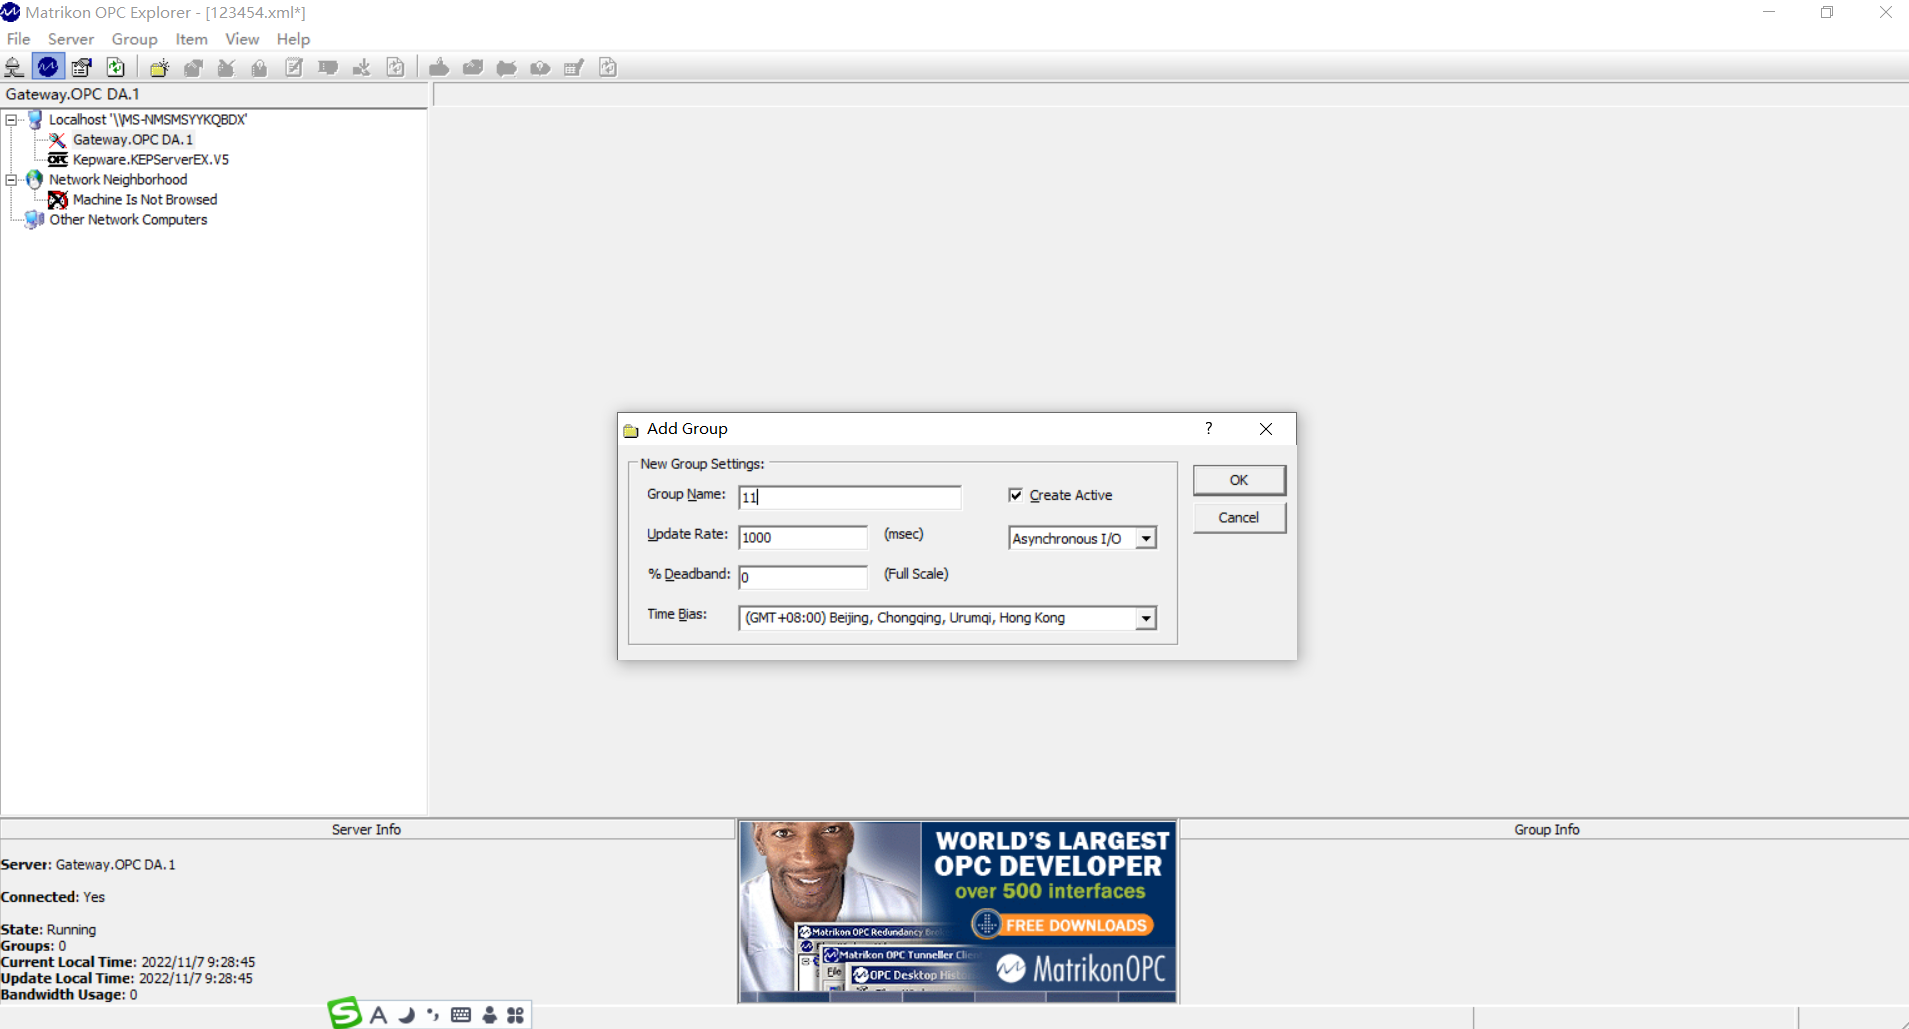 Matrikon OPC Explorer - [123454.xml*]
File Server Group Item View Help
Gateway.OPC DA.1
Localhost '\\MS-NMSMSYYKQBDX'
Gateway.OPC DA.1
OPC Kepware.KEPServerEX.V5
Network Neighborhood
Machine Is Not Browsed
Other Network Computers
Add Group
?
New Group Settings:
Group Name: 11
Create Active
OK
Update Rate: 1000 (msec)
Asynchronous I/O
Cancel
% Deadband: 0 (Full Scale)
Time Bias: (GMT+08:00) Beijing, Chongqing, Urumqi, Hong Kong
Server Info
Server: Gateway.OPC DA.1
Connected: Yes
State: Running
Groups: 0
Current Local Time: 2022/11/7 9:28:45
Update Local Time: 2022/11/7 9:28:45
Bandwidth Usage: 0
WORLD'S LARGEST
OPC DEVELOPER
over 500 interfaces
FREE DOWNLOADS
Matrikon OPC Redundancy
Matrikon OPC Tunneller
File
OPC Desktop
MatrikonOPC
Group Info
S A